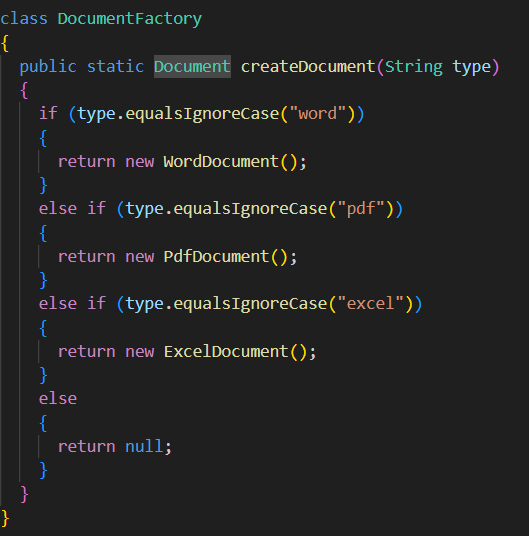 class DocumentFactory
{
  public static Document createDocument(String type)
  {
    if (type.equalsIgnoreCase("word"))
    {
      return new WordDocument();
    }
    else if (type.equalsIgnoreCase("pdf"))
    {
      return new PdfDocument();
    }
    else if (type.equalsIgnoreCase("excel"))
    {
      return new ExcelDocument();
    }
    else
    {
      return null;
    }
  }
}